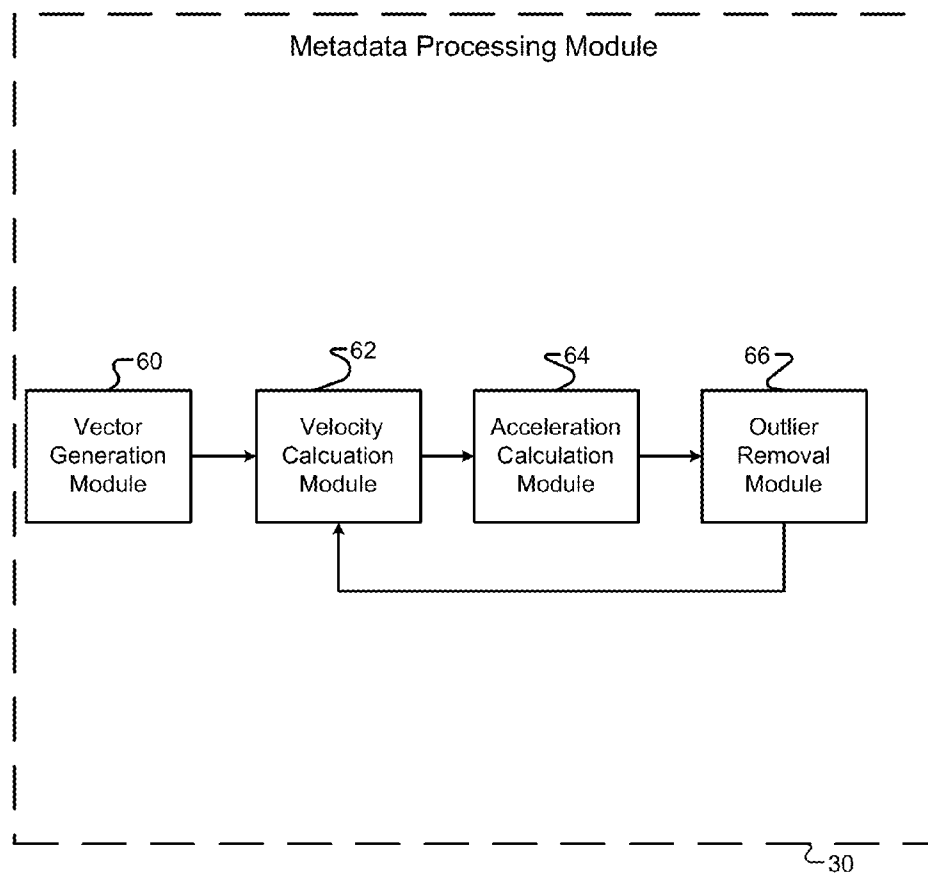 Metadata Processing Module
60
62
64
66
Vector
Generation
Module
Velocity
Calcuation
Module
Acceleration
Calculation
Module
Outlier
Removal
Module
30